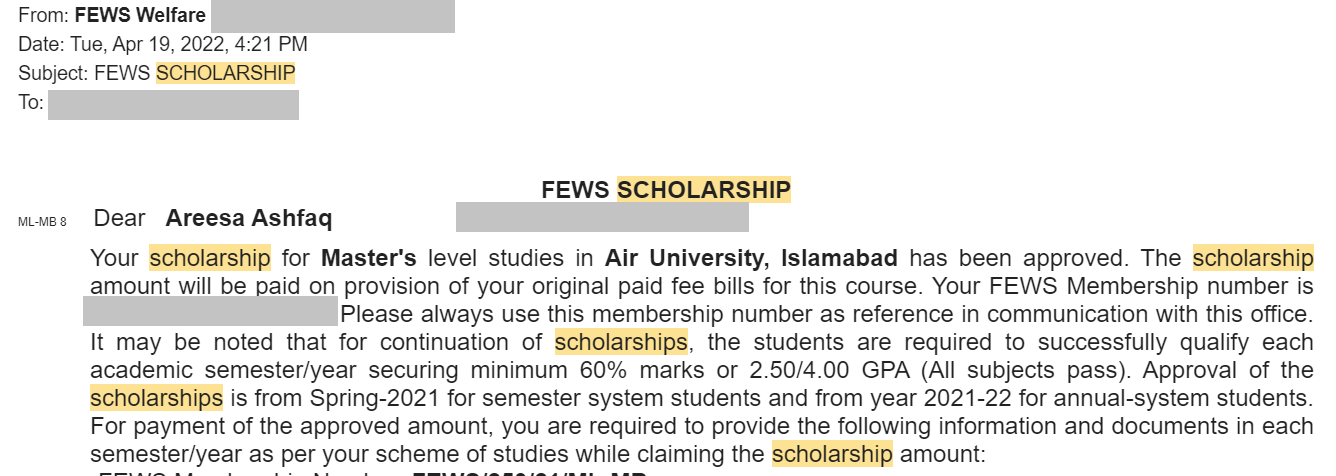 From: FEWS Welfare
Date: Tue, Apr 19, 2022, 4:21 PM
Subject: FEWS SCHOLARSHIP
To:
FEWS SCHOLARSHIP
ML-MB 8 Dear Areesa Ashfaq
Your scholarship for Master's level studies in Air University, Islamabad has been approved. The scholarship
amount will be paid on provision of your original paid fee bills for this course. Your FEWS Membership number is
Please always use this membership number as reference in communication with this office.
It may be noted that for continuation of scholarships, the students are required to successfully qualify each
academic semester/year securing minimum 60% marks or 2.50/4.00 GPA (All subjects pass). Approval of the
scholarships is from Spring-2021 for semester system students and from year 2021-22 for annual-system students.
For payment of the approved amount, you are required to provide the following information and documents in each
semester/year as per your scheme of studies while claiming the scholarship amount: